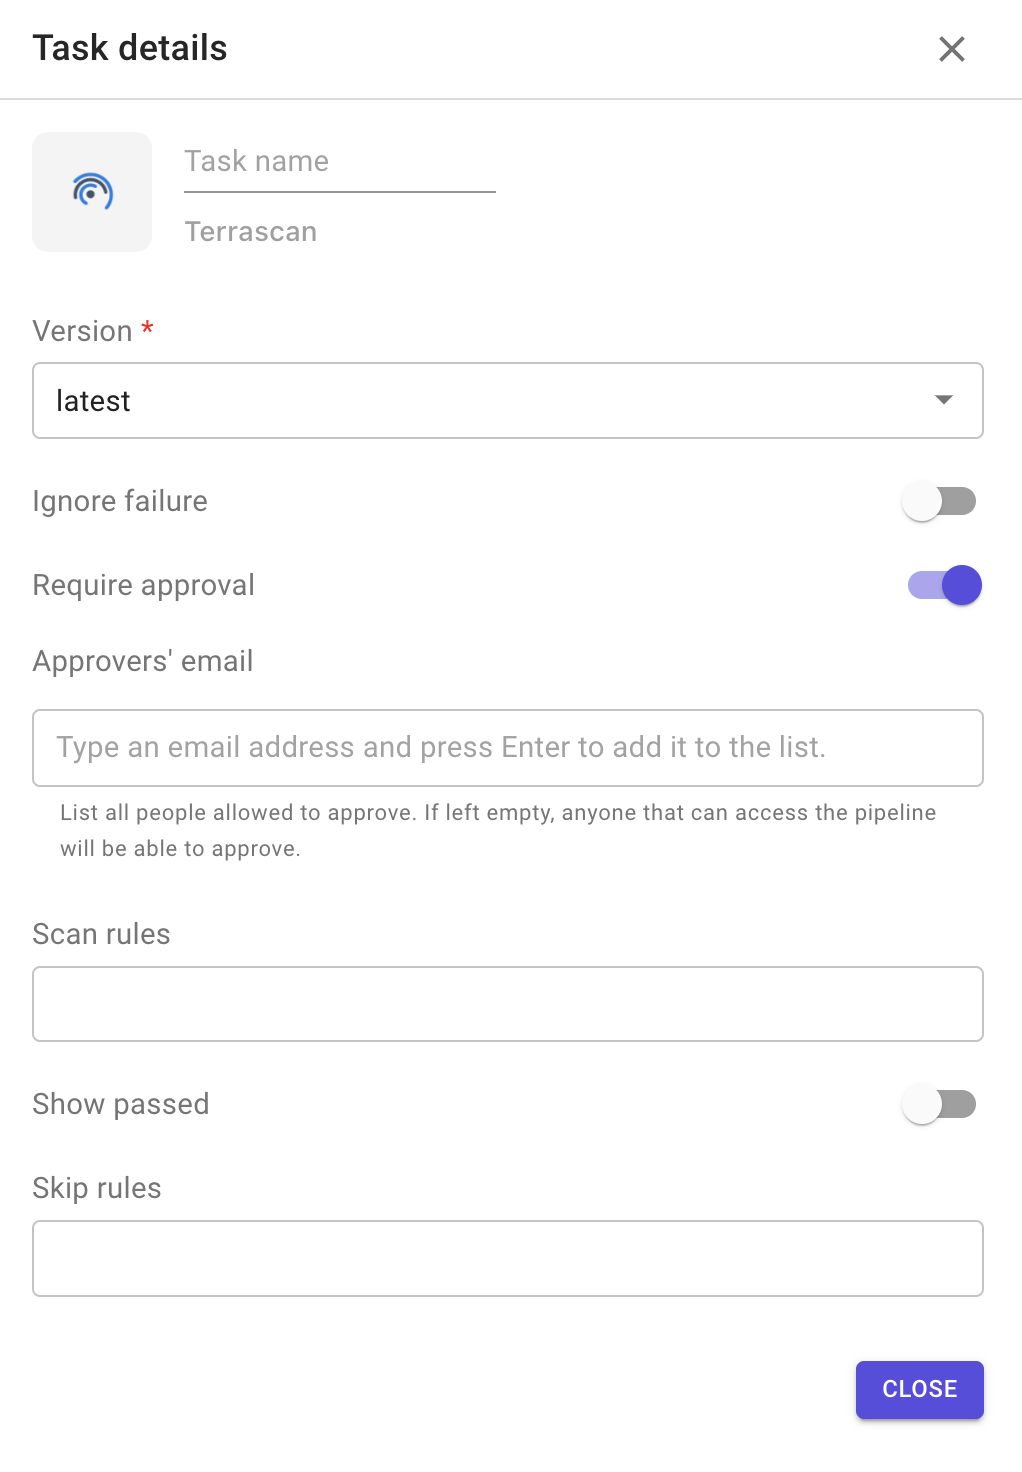 Task details
Task name
Terrascan
Version *
latest
Ignore failure
Require approval
Approvers' email
Type an email address and press Enter to add it to the list.
List all people allowed to approve. If left empty, anyone that can access the pipeline
will be able to approve.
Scan rules
Show passed
Skip rules
CLOSE